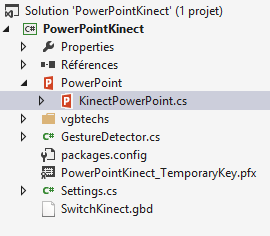 Solution 'PowerPointKinect' (1 projet)
PowerPointKinect
Properties
Références
PowerPoint
KinectPowerPoint.cs
vgbtechs
GestureDetector.cs
packages.config
PowerPointKinect_TemporaryKey.pfx
Settings.cs
SwitchKinect.gbd